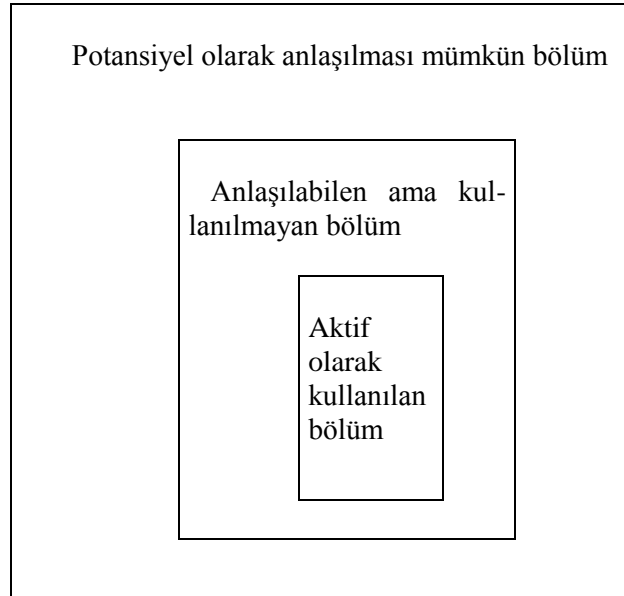 Potansiyel olarak anlaşılması mümkün bölüm
Anlaşılabilen ama kul-
lanılmayan bölüm
Aktif
olarak
kullanılan
bölüm